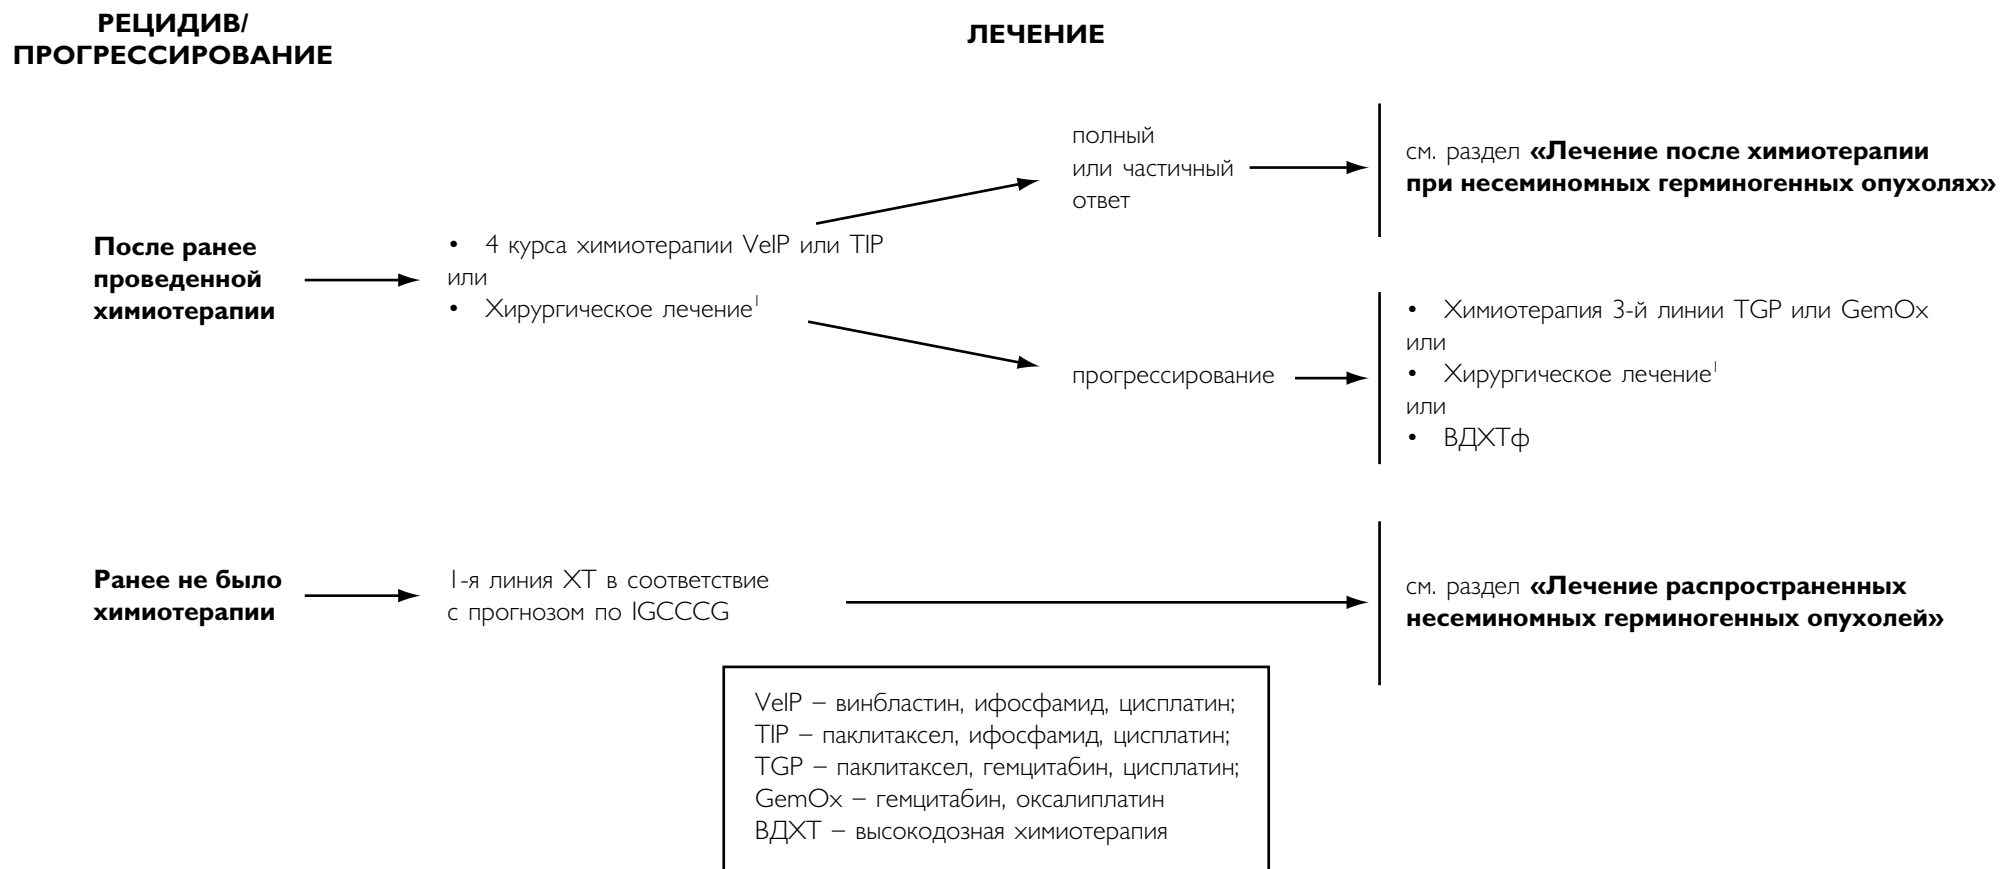 РЕЦИДИВ/
ПРОГРЕССИРОВАНИЕ
ЛЕЧЕНИЕ
После ранее
проведенной
химиотерапии
• 4 курса химиотерапии VeIP или TIP
или
• Хирургическое лечение¹
полный
или частичный
ответ
см. раздел «Лечение после химиотерапии
при несеминомных герминогенных опухолях»
прогрессирование
• Химиотерапия 3-й линии TGP или GemOx
или
• Хирургическое лечение¹
или
• ВДХТф
Ранее не было
химиотерапии
1-я линия ХТ в соответствие
с прогнозом по IGCCCG
см. раздел «Лечение распространенных
несеминомных герминогенных опухолей»
VeIP – винбластин, ифосфамид, цисплатин;
TIP – паклитаксел, ифосфамид, цисплатин;
TGP – паклитаксел, гемцитабин, цисплатин;
GemOx – гемцитабин, оксалиплатин
ВДХТ – высокодозная химиотерапия